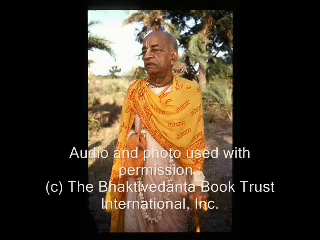 Audio and photo used with
permission.
(c) The Bhaktivedanta Book Trust
International, Inc.